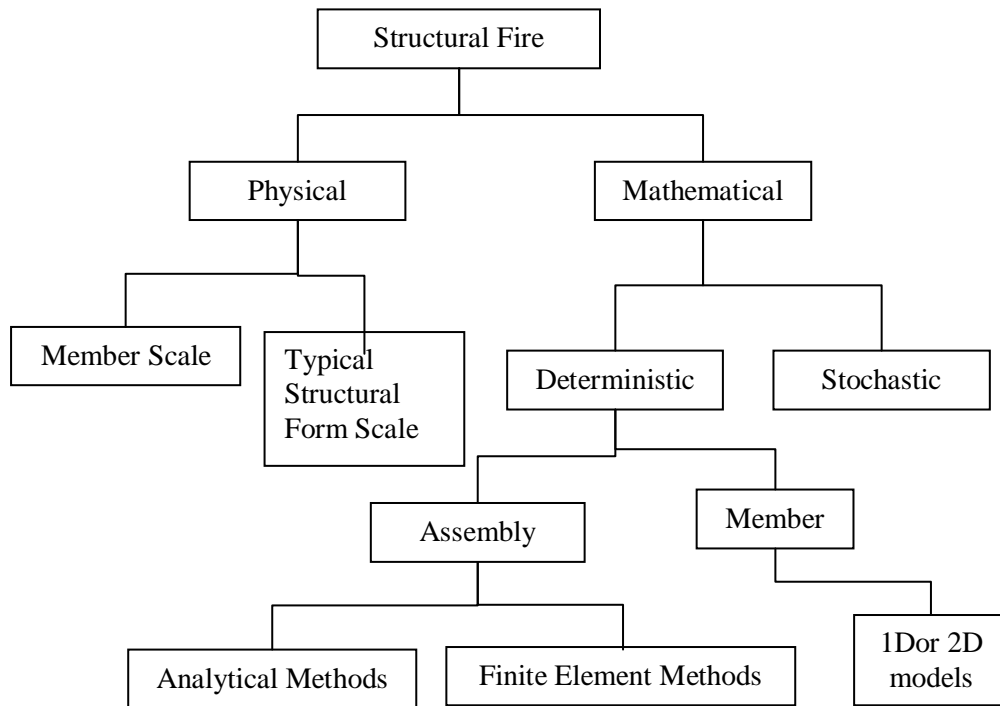 Structural Fire
Physical
Mathematical
Member Scale
Typical
Structural
Form Scale
Deterministic
Stochastic
Assembly
Member
Analytical Methods
Finite Element Methods
1Dor 2D
models